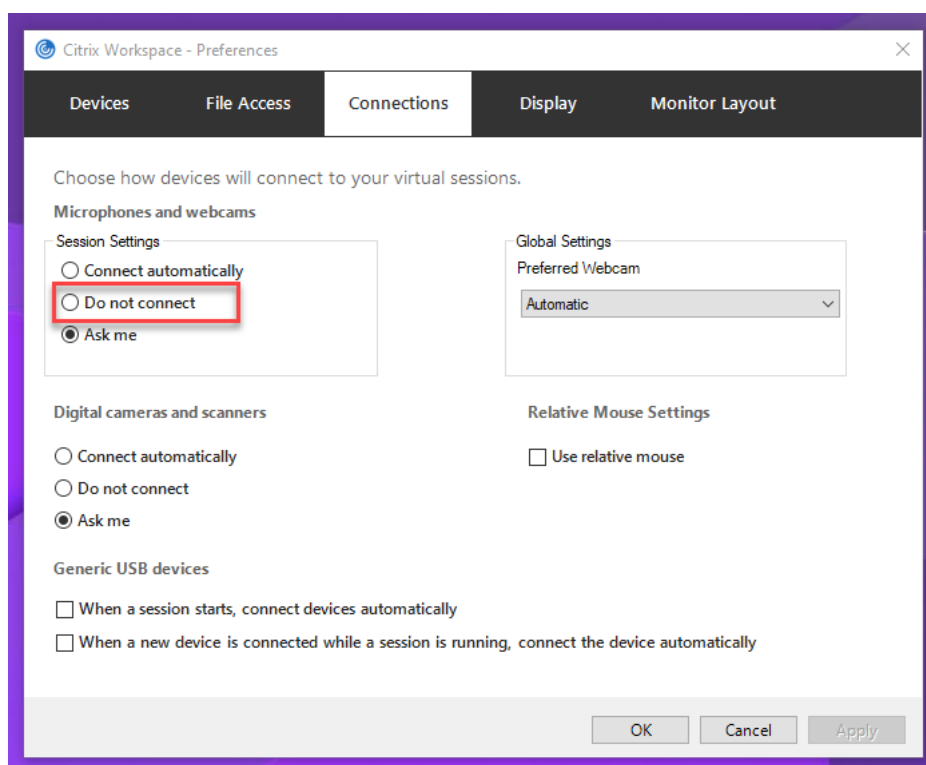 Citrix Workspace - Preferences
Devices File Access Connections Display Monitor Layout
Choose how devices will connect to your virtual sessions.
Microphones and webcams
Session Settings
Connect automatically
Do not connect
Ask me
Global Settings
Preferred Webcam
Automatic
Digital cameras and scanners
Connect automatically
Do not connect
Ask me
Relative Mouse Settings
Use relative mouse
Generic USB devices
When a session starts, connect devices automatically
When a new device is connected while a session is running, connect the device automatically
OK Cancel Apply